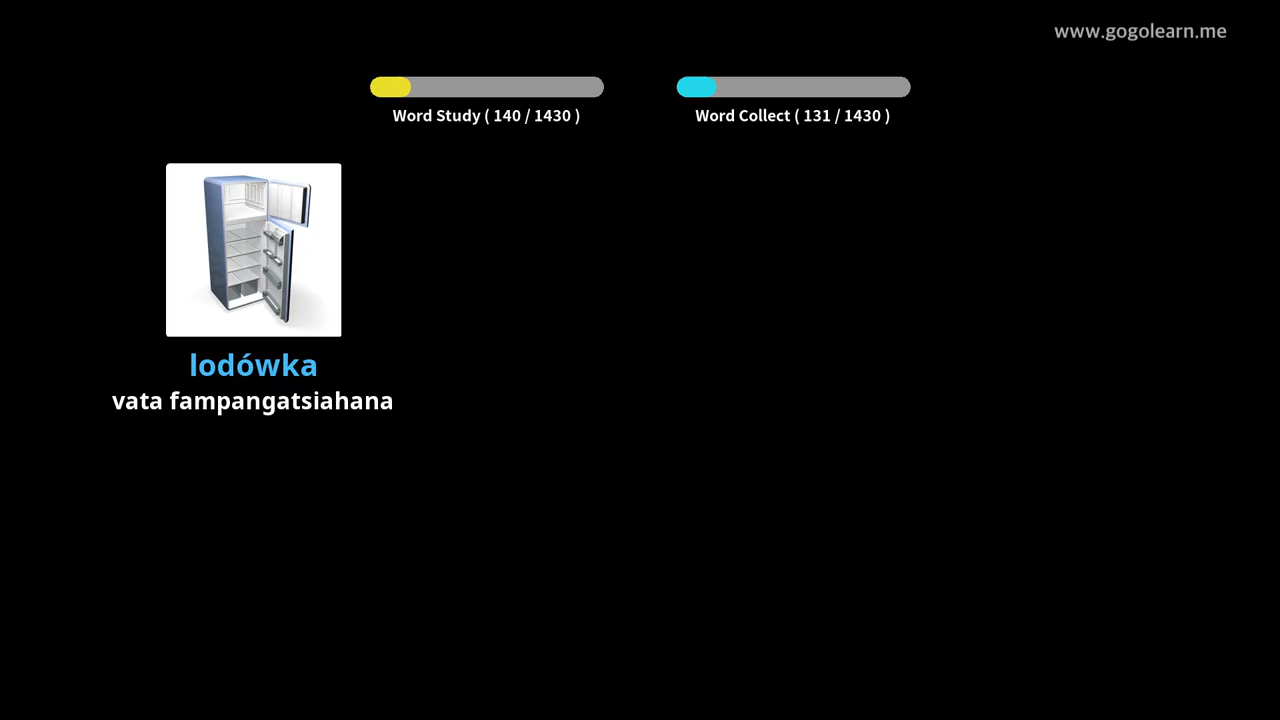 www.gogolearn.me
Word Study ( 140 / 1430 )
Word Collect ( 131 / 1430 )
lodówka
vata fampangatsiahana